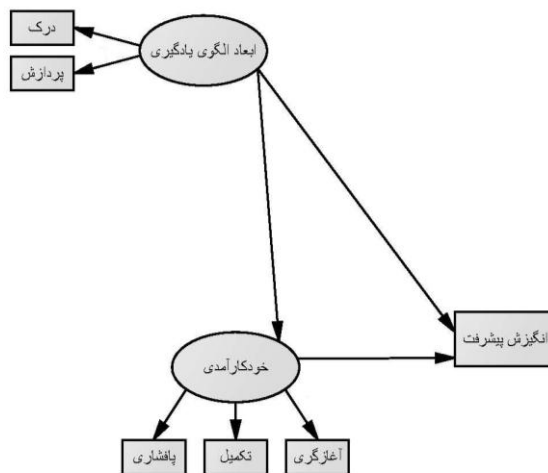 درک
ابعاد الگوی یادگیری
پردازش
انگیزش پیشرفت
خودکارآمدی
آغازگری
تکمیل
پافشاری